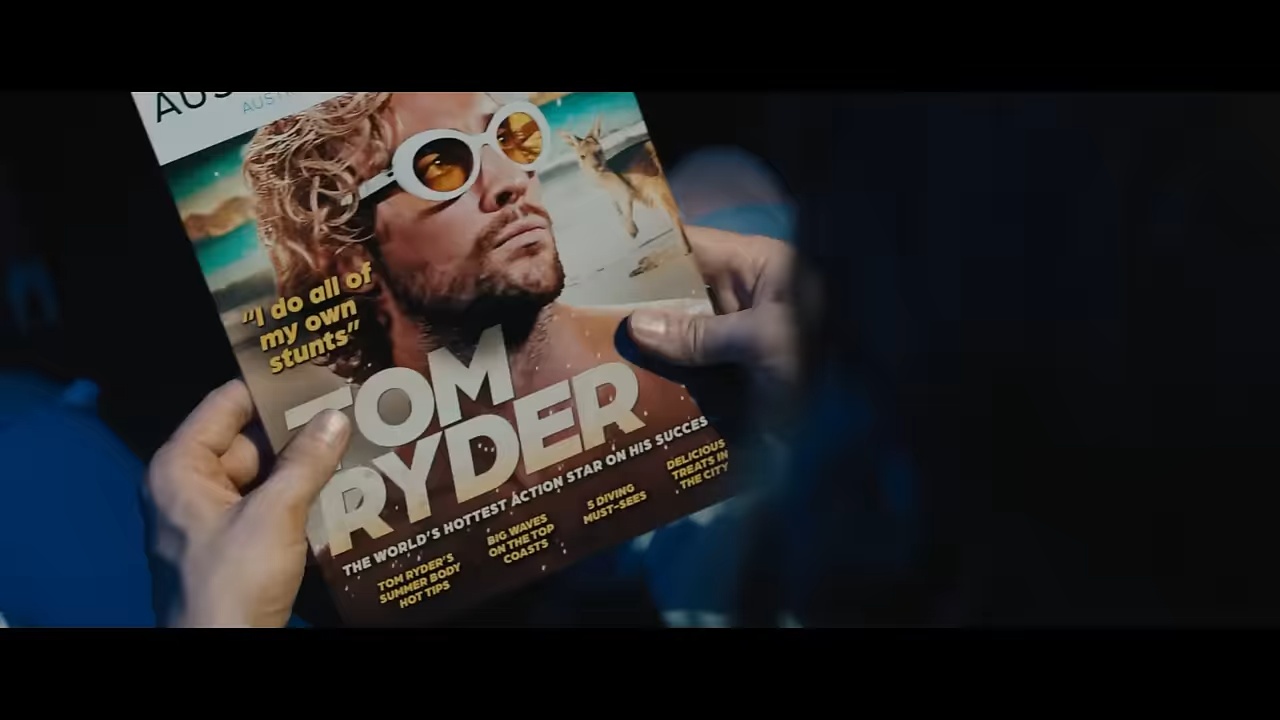 "I do all of
my own
stunts"
TOM
RYDER
THE WORLD'S HOTTEST ACTION STAR ON HIS SUCCES
TOM RYDER'S
SUMMER BODY
HOT TIPS
BIG WAVES
ON THE TOP
COASTS
5 DIVING
MUST-SEES
DELICIOUS
TREATS IN
THE CITY